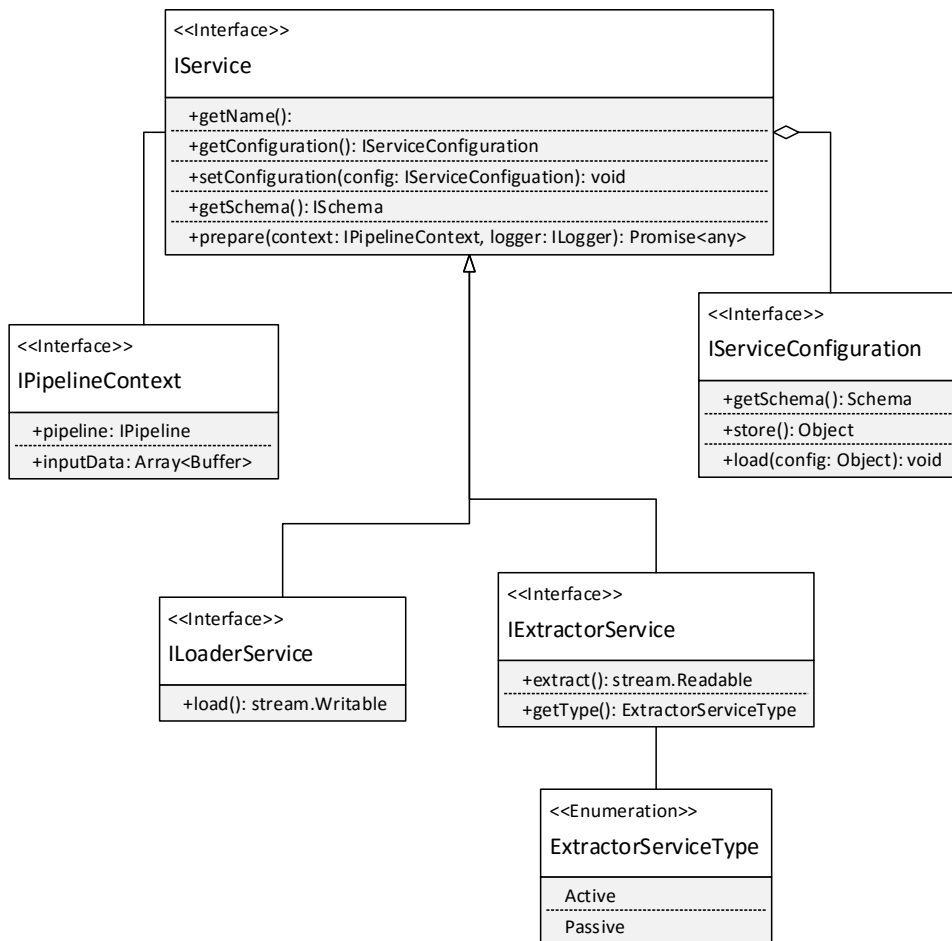 <<Interface>>
IService
+getName():
+getConfiguration(): IServiceConfiguration
+setConfiguration(config: IServiceConfiguation): void
+getSchema(): ISchema
+prepare(context: IPipelineContext, logger: ILogger): Promise<any>
<<Interface>>
IPipelineContext
+pipeline: IPipeline
+inputData: Array<Buffer>
<<Interface>>
IServiceConfiguration
+getSchema(): Schema
+store(): Object
+load(config: Object): void
<<Interface>>
ILoaderService
+load(): stream.Writable
<<Interface>>
IExtractorService
+extract(): stream.Readable
+getType(): ExtractorServiceType
<<Enumeration>>
ExtractorServiceType
Active
Passive